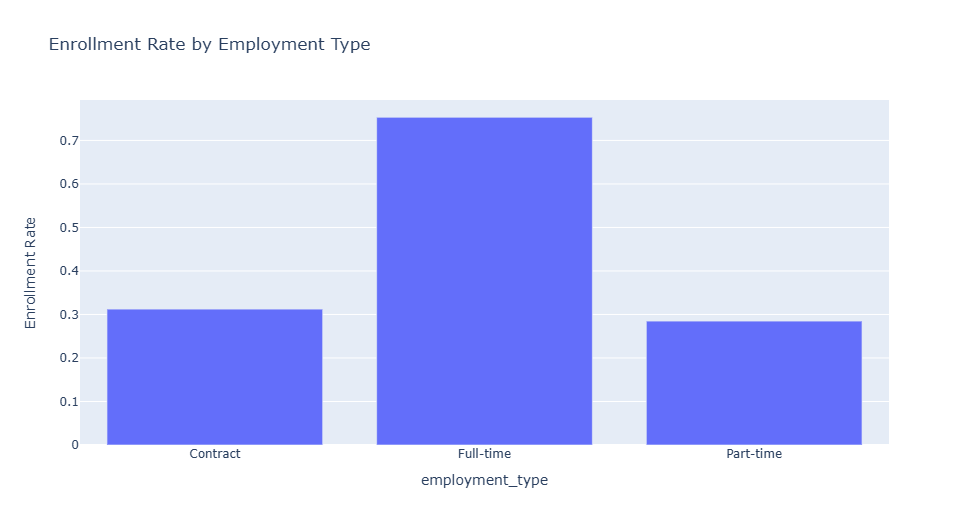 Enrollment Rate by Employment Type
Enrollment Rate
0.7
0.6
0.5
0.4
0.3
0.2
0.1
0
Contract
Full-time
Part-time
employment_type